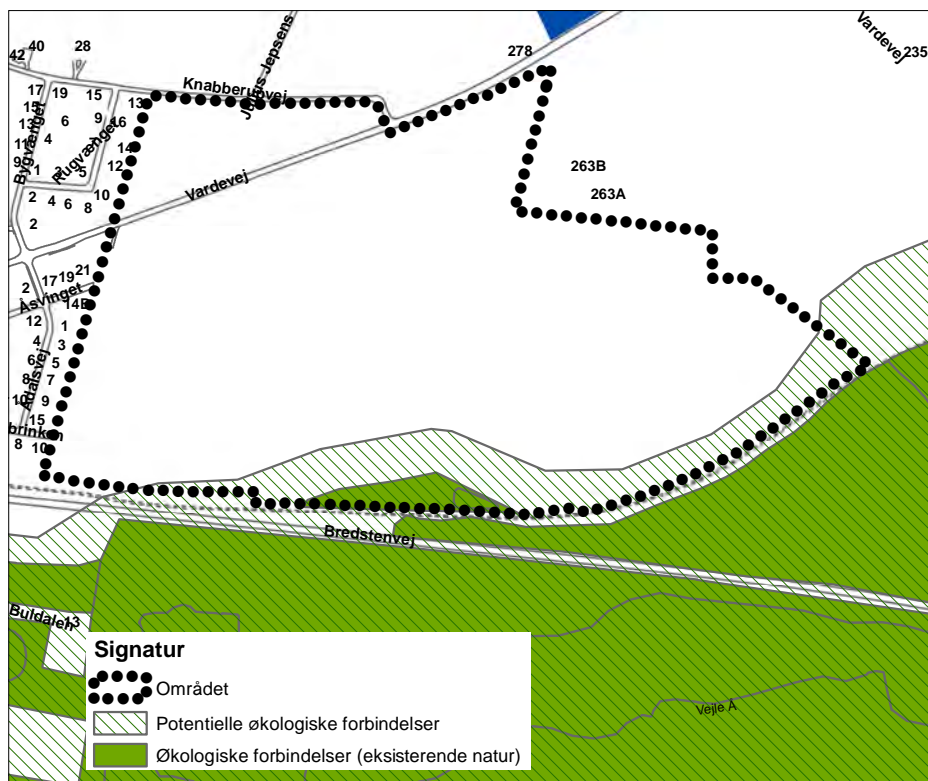 40
28
42
278
Vardevej
235
Julius Jepsens
Knabberupvej
17
19
15
13
15
9
16
13
6
4
11
14
9
1
3
5
12
Bygvænget
Rugvænget
263B
263A
Vardevej
2
4
6
8
10
2
2
17
19
21
Åsvinget
14B
12
1
4
3
6
5
8
7
10
9
15
Ådalsvej
brinken
8
10
Bredstenvej
Buldalen
13
Vejle Å
Signatur
Området
Potentielle økologiske forbindelser
Økologiske forbindelser (eksisterende natur)